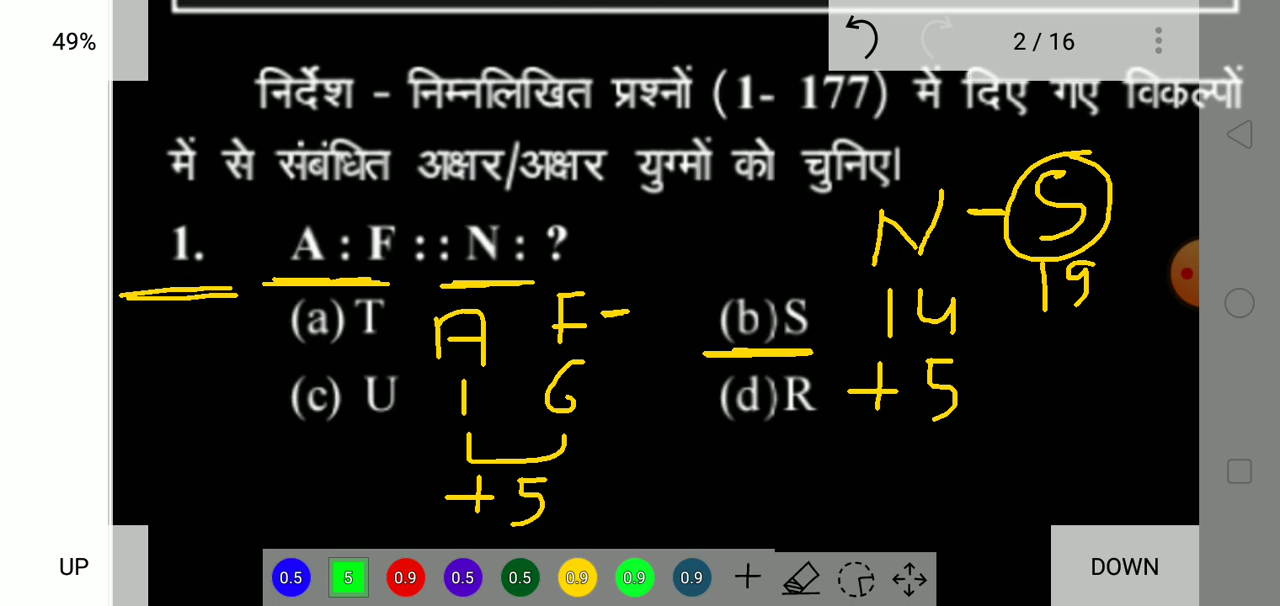 49%
2 / 16
निर्देश - निम्नलिखित प्रश्नों (1- 177) में दिए गए विकल्पों
में से संबंधित अक्षर/अक्षर युग्मों को चुनिए।
N - S
19
1. A : F : : N : ?
(a) T
A F -
(b) S
14
(c) U
1 6
(d) R
+ 5
+ 5
UP
0.5 5 0.9 0.5 0.5 0.9 0.9 0.9 +
DOWN